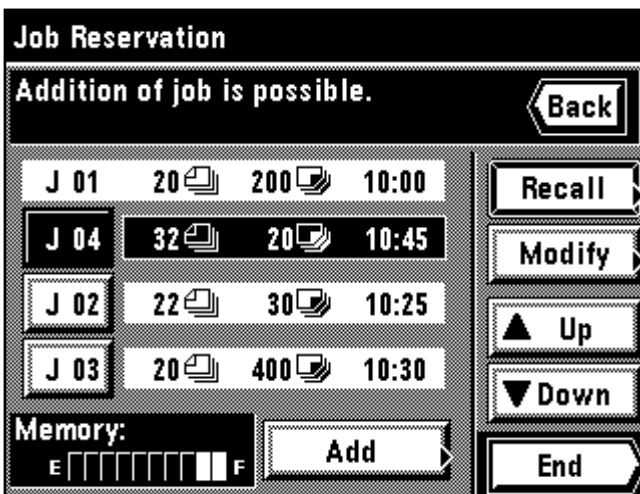 Job Reservation
Addition of job is possible.
Back
J 01 20 200 10:00
J 04 32 20 10:45
J 02 22 30 10:25
J 03 20 400 10:30
Recall
Modify
Up
Down
Memory:
E F
Add
End